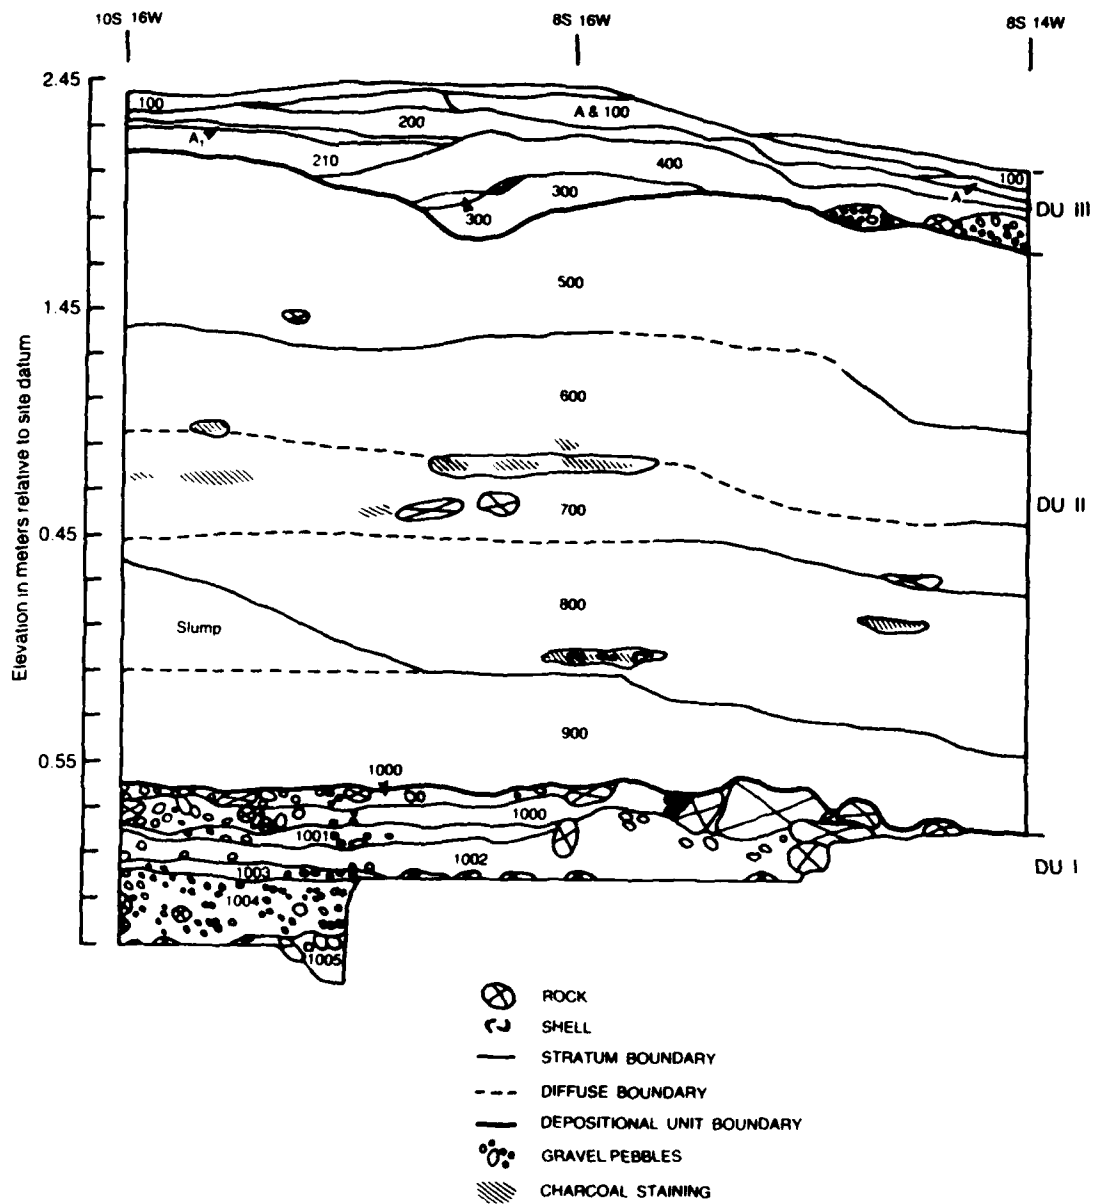 10S 16W
8S 16W
8S 14W
2.45
1.45
0.45
0.55
Elevation in meters relative to site datum
100
A & 100
200
A₁
210
400
300
300
100
A
DU III
500
600
700
DU II
800
Slump
900
1000
1000
1001
1002
1003
1004
1005
DU I
ROCK
SHELL
STRATUM BOUNDARY
DIFFUSE BOUNDARY
DEPOSITIONAL UNIT BOUNDARY
GRAVEL PEBBLES
CHARCOAL STAINING